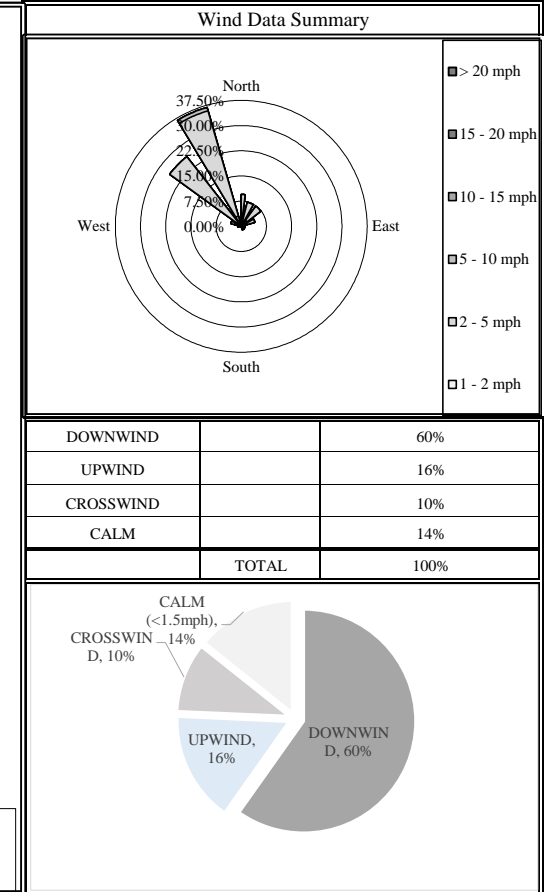 Wind Data Summary
North
37.50%
30.00%
22.50%
15.00%
7.50%
0.00%
West
East
South
> 20 mph
15 - 20 mph
10 - 15 mph
5 - 10 mph
2 - 5 mph
1 - 2 mph
DOWNWIND 60%
UPWIND 16%
CROSSWIND 10%
CALM 14%
TOTAL 100%
CALM
(<1.5mph),
14%
CROSSWIN
D, 10%
UPWIND,
16%
DOWNWIN
D, 60%